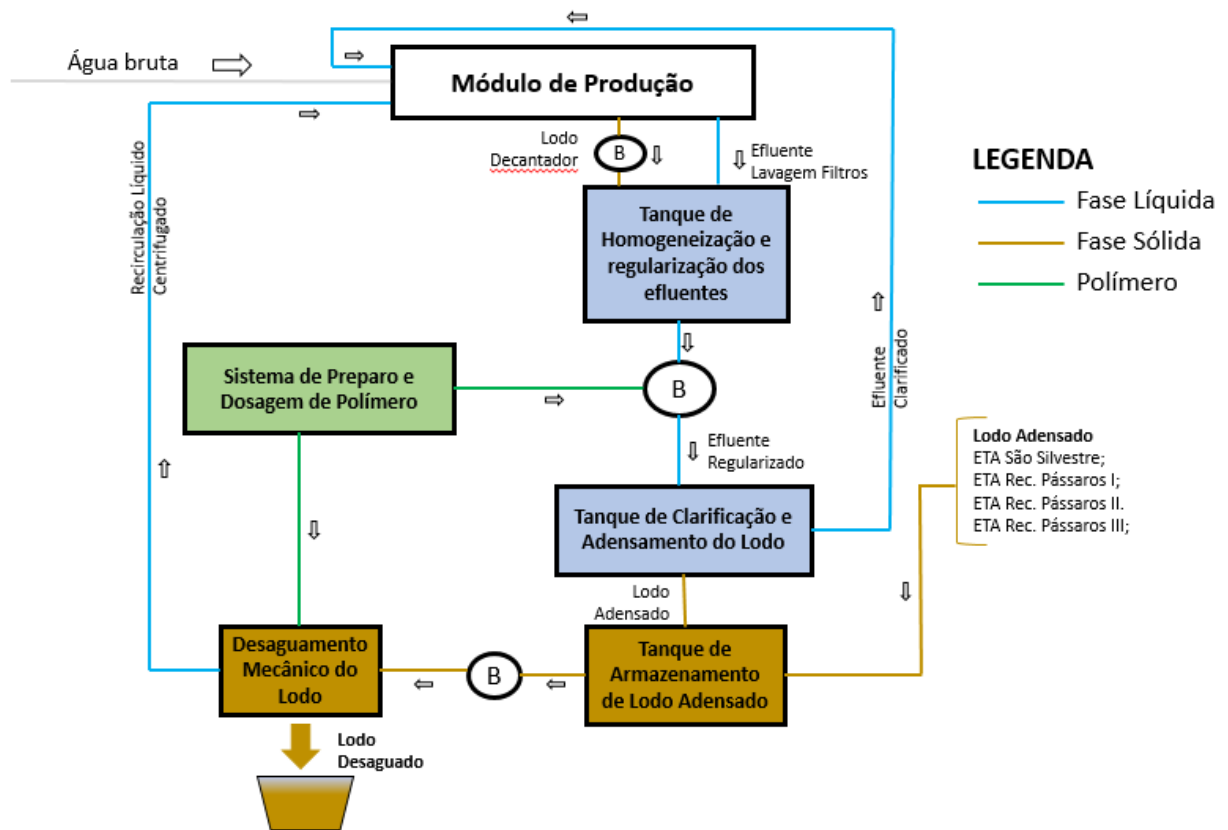 Água bruta
Módulo de Produção
Lodo
Decantador
B
Efluente
Lavagem Filtros
LEGENDA
Fase Líquida
Fase Sólida
Polímero
Recirculação Líquido
Centrifugado
Tanque de
Homogeneização e
regularização dos
efluentes
Efluente
Clarificado
Sistema de Preparo e
Dosagem de Polímero
B
Efluente
Regularizado
Lodo Adensado
ETA São Silvestre;
ETA Rec. Pássaros I;
ETA Rec. Pássaros II.
ETA Rec. Pássaros III;
Tanque de Clarificação e
Adensamento do Lodo
Lodo
Adensado
Desaguamento
Mecânico do
Lodo
B
Tanque de
Armazenamento
de Lodo Adensado
Lodo
Desaguado